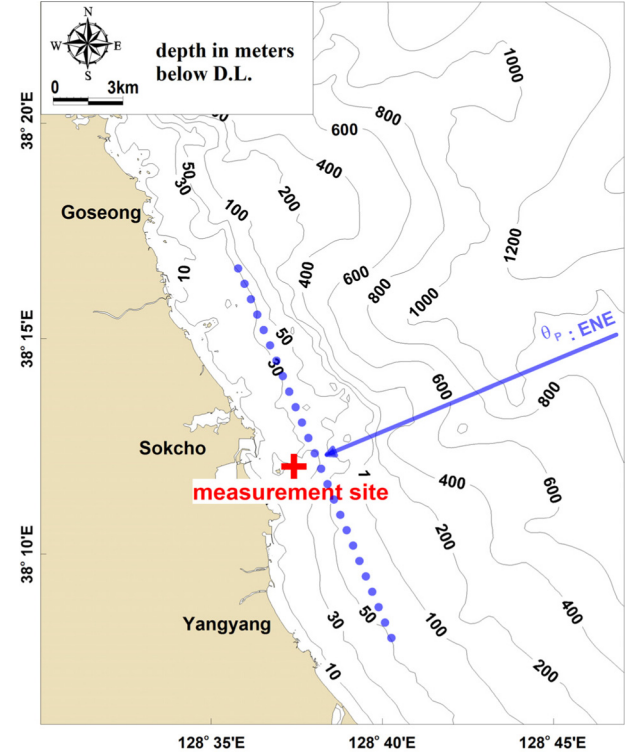 N
W E
S
depth in meters
below D.L.
0 3km
1000
800
600
400
200
50
30
100
10
Goseong
1200
400
600
800
1000
θP : ENE
38° 20'E
38° 15'E
38° 10'E
50
30
600
800
Sokcho
measurement site
1
400
600
200
Yangyang
30
50
100
400
200
10
128° 35'E 128° 40'E 128° 45'E